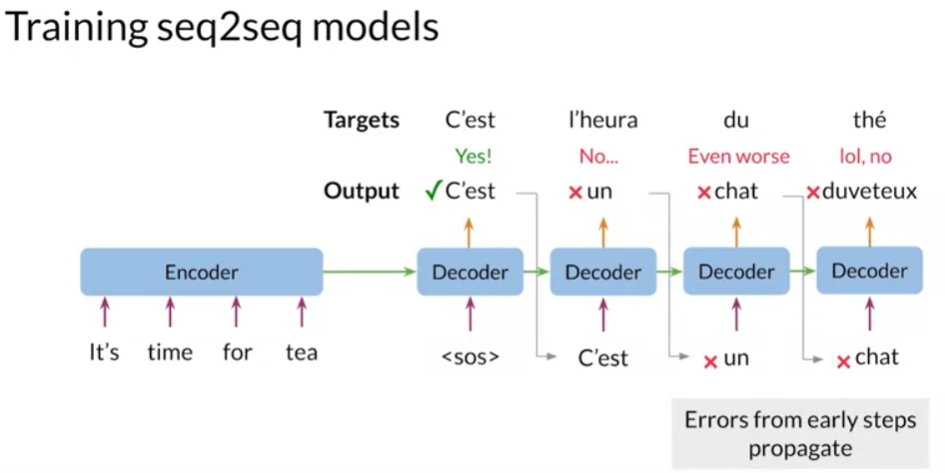 Training seq2seq models
Targets C'est l'heura du thé
Yes! No... Even worse lol, no
Output ✓C'est ×un ×chat ×duveteux
Encoder Decoder Decoder Decoder Decoder
It's time for tea <sos> C'est × un × chat
Errors from early steps
propagate